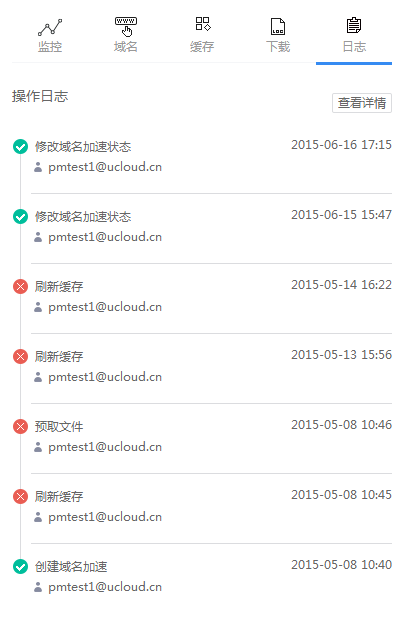 监控 域名 缓存 下载 日志
操作日志 查看详情
修改域名加速状态 2015-06-16 17:15
pmtest1@ucloud.cn
修改域名加速状态 2015-06-15 15:47
pmtest1@ucloud.cn
刷新缓存 2015-05-14 16:22
pmtest1@ucloud.cn
刷新缓存 2015-05-13 15:56
pmtest1@ucloud.cn
预取文件 2015-05-08 10:46
pmtest1@ucloud.cn
刷新缓存 2015-05-08 10:45
pmtest1@ucloud.cn
创建域名加速 2015-05-08 10:40
pmtest1@ucloud.cn